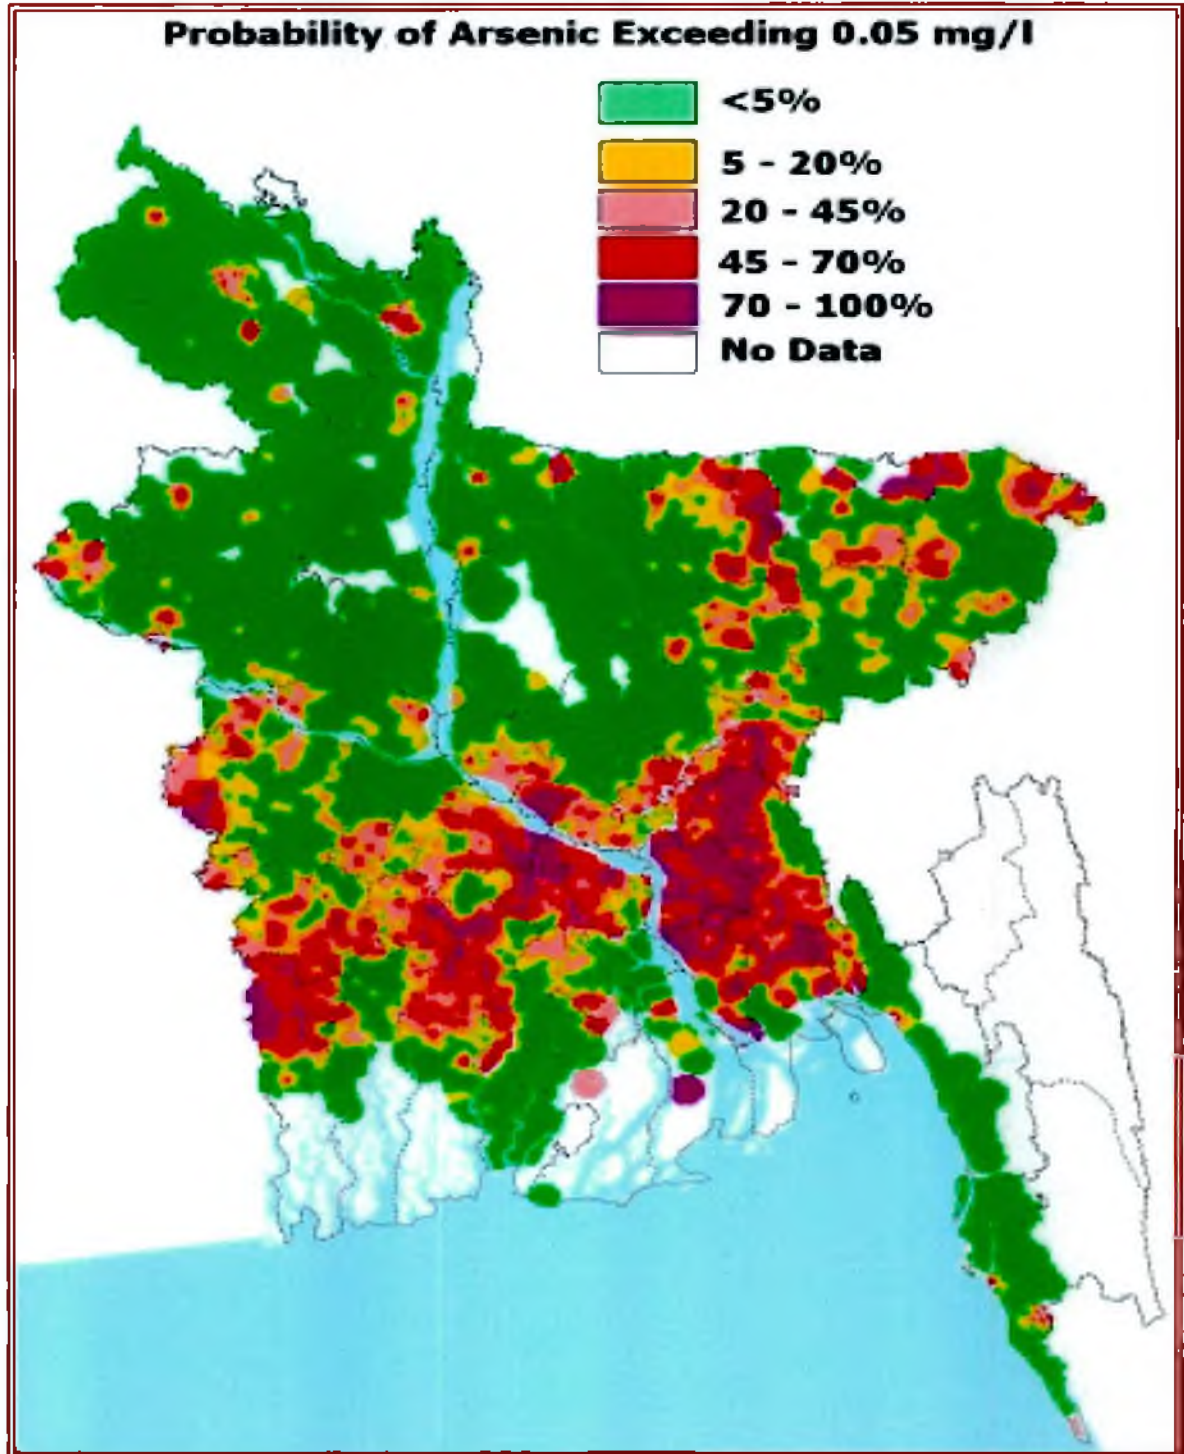 Probability of Arsenic Exceeding 0.05 mg/l
<5%
5 - 20%
20 - 45%
45 - 70%
70 - 100%
No Data